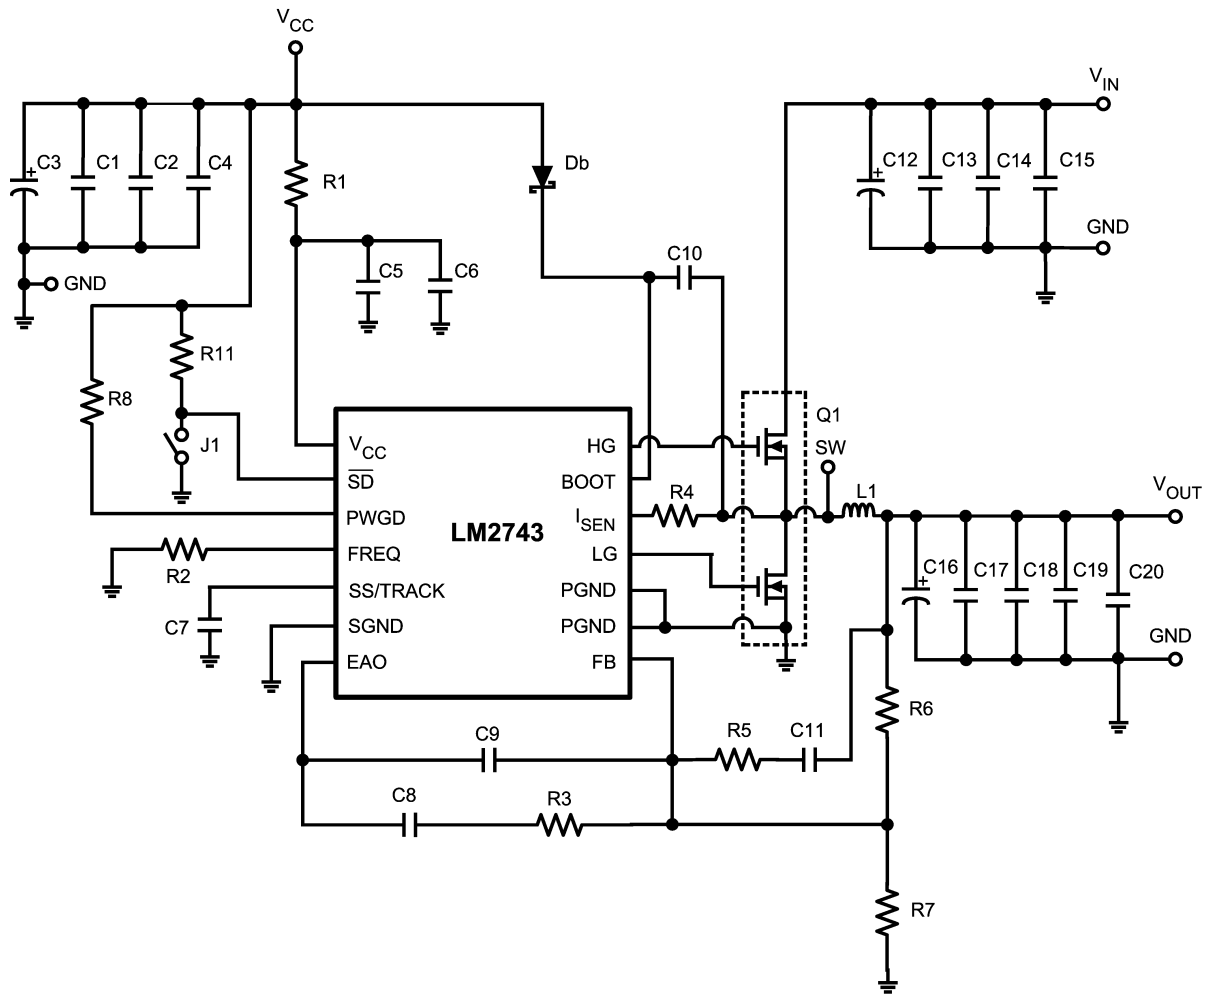 VCC
VIN
C3
+
C1
C2
C4
R1
Db
C12
+
C13
C14
C15
GND
GND
C5
C6
C10
R11
R8
J1
Q1
SW
VCC
SD
PWGD
FREQ
SS/TRACK
SGND
EAO
LM2743
HG
BOOT
ISEN
LG
PGND
PGND
FB
R4
L1
VOUT
R2
C7
C16
+
C17
C18
C19
C20
GND
R6
C9
R5
C11
C8
R3
R7